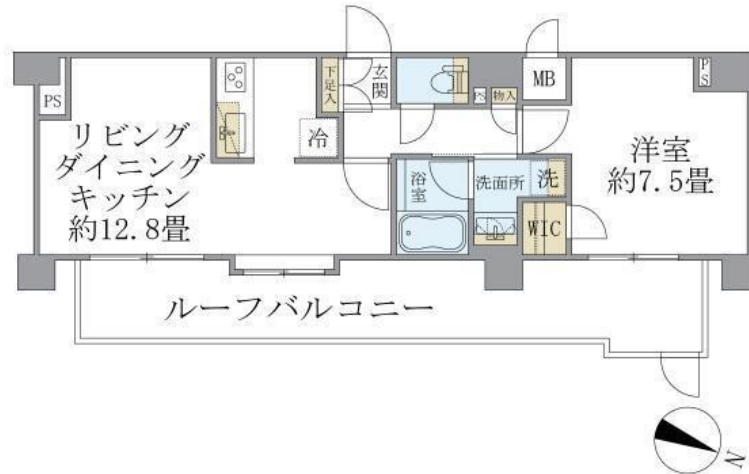 PS
リビング
ダイニング
キッチン
約12.8畳
冷
下足入
玄関
PS
物入
MB
PS
洋室
約7.5畳
浴室
洗面所
洗
WIC
ルーフバルコニー
N